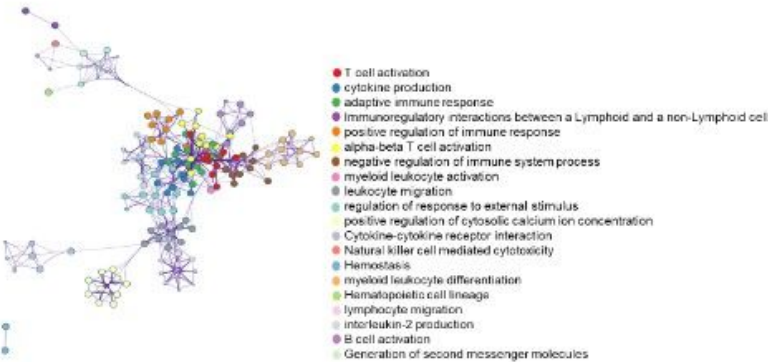 T cell activation
cytokine production
adaptive immune response
Immunoregulatory interactions between a Lymphoid and a non-Lymphoid cell
positive regulation of immune response
alpha-beta T cell activation
negative regulation of immune system process
myeloid leukocyte activation
leukocyte migration
regulation of response to external stimulus
positive regulation of cytosolic calcium ion concentration
Cytokine-cytokine receptor interaction
Natural killer cell mediated cytotoxicity
Hemostasis
myeloid leukocyte differentiation
Hematopoietic cell lineage
lymphocyte migration
interleukin-2 production
B cell activation
Generation of second messenger molecules